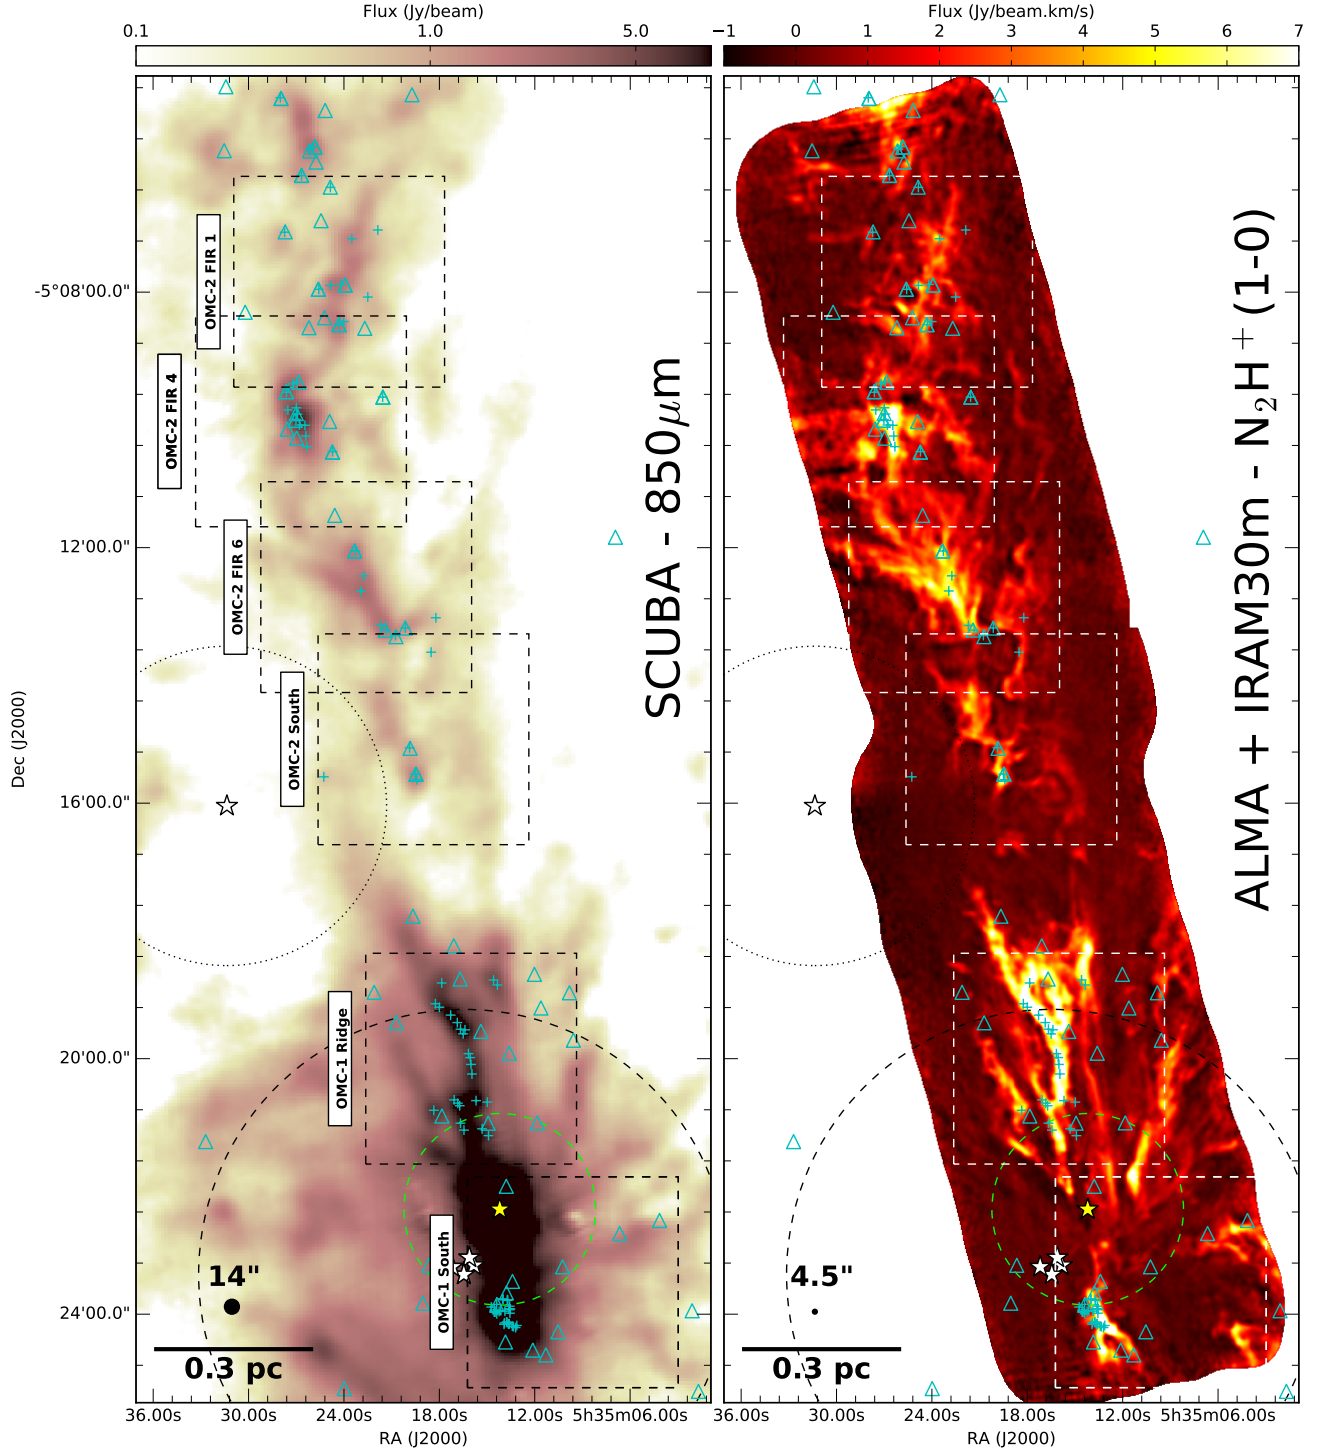 Flux (Jy/beam)
0.1 1.0 5.0
Flux (Jy/beam.km/s)
−1 0 1 2 3 4 5 6 7
OMC-2 FIR 1
OMC-2 FIR 4
OMC-2 FIR 6
OMC-2 South
OMC-1 Ridge
OMC-1 South
SCUBA - 850μm
ALMA + IRAM30m - N₂H⁺ (1-0)
Dec (J2000)
-5°08'00.0"
12'00.0"
16'00.0"
20'00.0"
24'00.0"
14"
0.3 pc
4.5"
0.3 pc
36.00s 30.00s 24.00s 18.00s 12.00s 5h35m06.00s
RA (J2000)
36.00s 30.00s 24.00s 18.00s 12.00s 5h35m06.00s
RA (J2000)